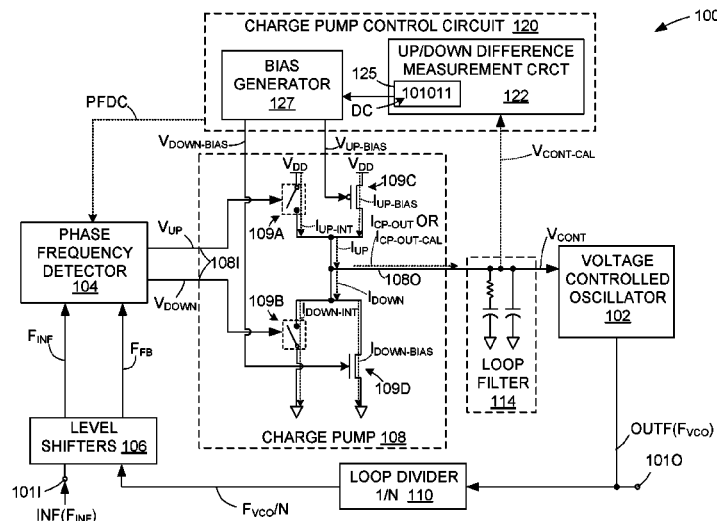 100
CHARGE PUMP CONTROL CIRCUIT 120
BIAS
GENERATOR
127
UP/DOWN DIFFERENCE
MEASUREMENT CRCT
125
101011
DC
122
PFDC
VDOWN-BIAS
VUP-BIAS
VCONT-CAL
VDD
VDD
109C
IUP-BIAS
109A
IUP-INT
ICP-OUT OR
ICP-OUT-CAL
IUP
VCONT
PHASE
FREQUENCY
DETECTOR
104
VUP
108I
VDOWN
108O
VOLTAGE
CONTROLLED
OSCILLATOR
102
109B
IDOWN-INT
IDOWN
IDOWN-BIAS
109D
LOOP
FILTER
114
FINF
FFB
CHARGE PUMP 108
LEVEL
SHIFTERS 106
OUTF(FVCO)
101I
INF(FINF)
FVCO/N
LOOP DIVIDER
1/N 110
101O